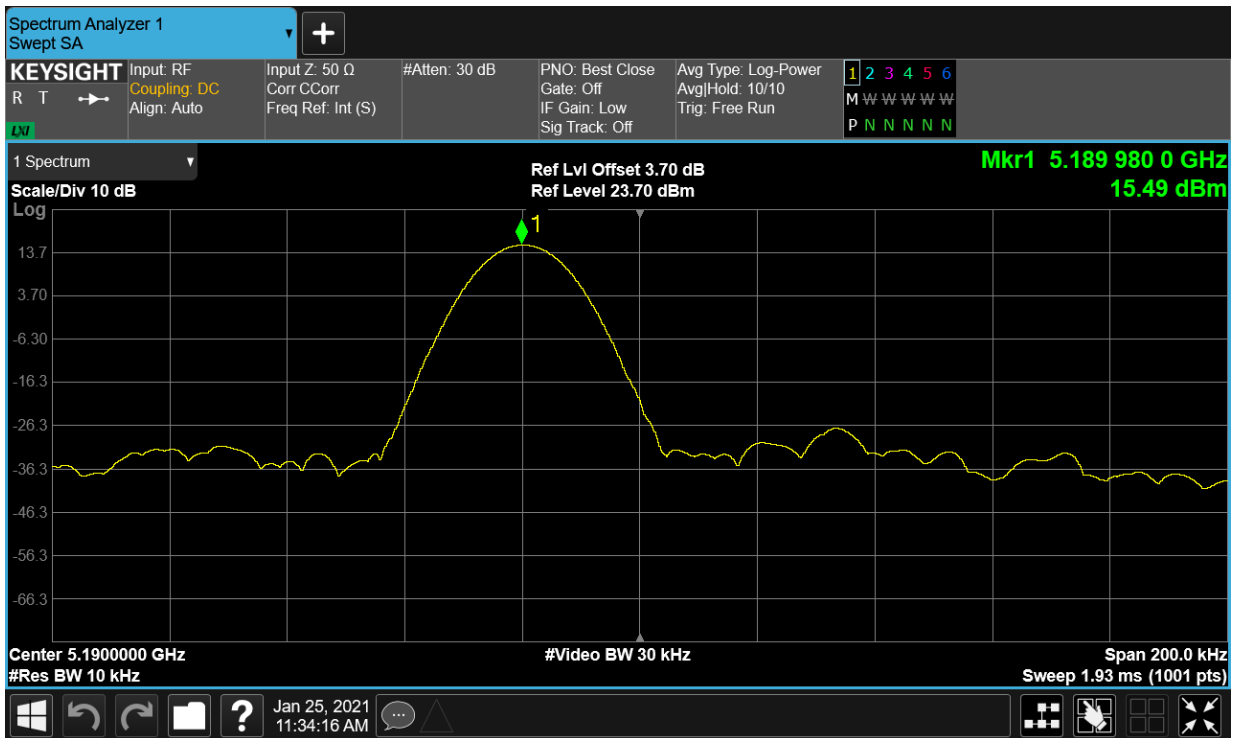 Spectrum Analyzer 1
Swept SA
KEYSIGHT
R T
LXI
Input: RF
Coupling: DC
Align: Auto
Input Z: 50 Ω
Corr CCorr
Freq Ref: Int (S)
#Atten: 30 dB
PNO: Best Close
Gate: Off
IF Gain: Low
Sig Track: Off
Avg Type: Log-Power
Avg|Hold: 10/10
Trig: Free Run
1 2 3 4 5 6
M W W W W W
P N N N N N
1 Spectrum
Scale/Div 10 dB
Log
Ref Lvl Offset 3.70 dB
Ref Level 23.70 dBm
Mkr1 5.189 980 0 GHz
15.49 dBm
1
13.7
3.70
-6.30
-16.3
-26.3
-36.3
-46.3
-56.3
-66.3
Center 5.1900000 GHz
#Video BW 30 kHz
Span 200.0 kHz
#Res BW 10 kHz
Sweep 1.93 ms (1001 pts)
?
Jan 25, 2021
11:34:16 AM